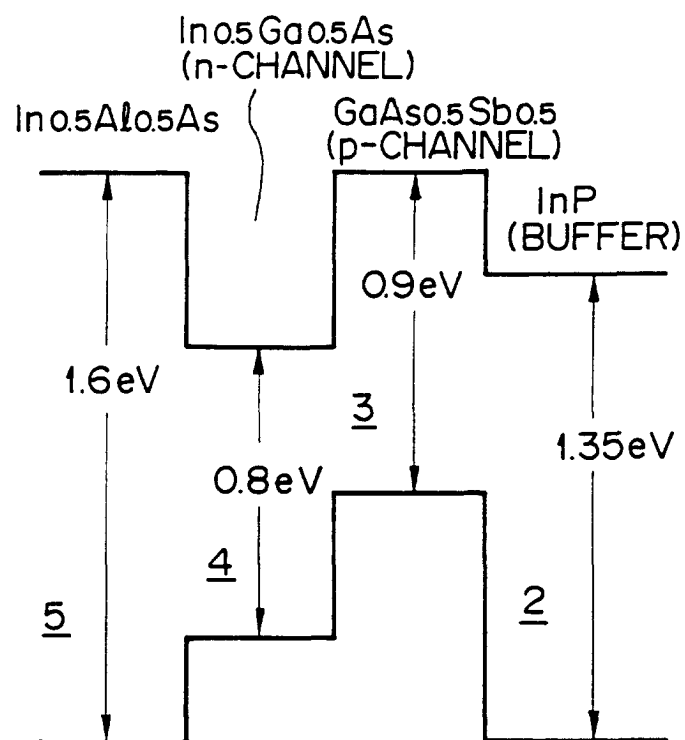 In0.5Ga0.5As
(n-CHANNEL)
In0.5Al0.5As
GaAs0.5Sb0.5
(p-CHANNEL)
InP
(BUFFER)
0.9eV
1.6eV
3
1.35eV
0.8eV
4
5
2